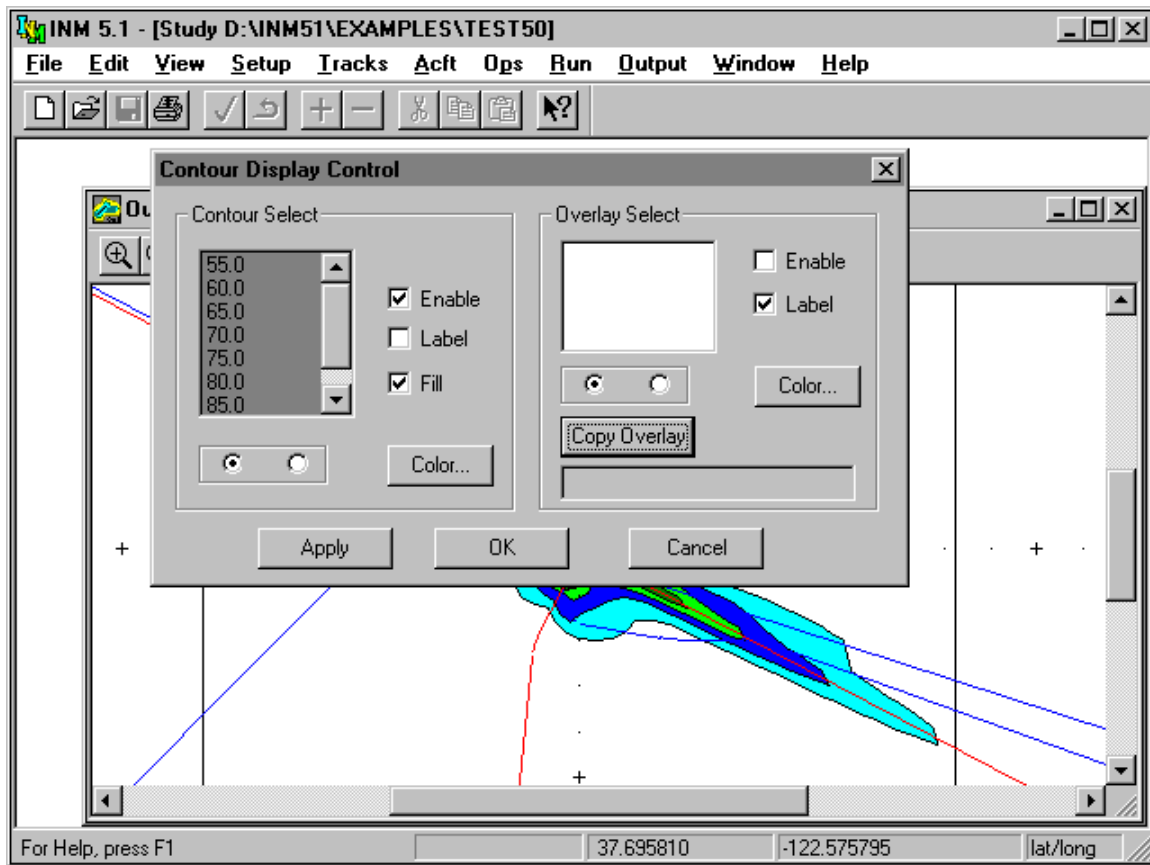 INM 5.1 - [Study D:\INM51\EXAMPLES\TEST50]
File Edit View Setup Tracks Acft Ops Run Output Window Help
Contour Display Control
Ou
Contour Select
55.0
60.0
65.0
70.0
75.0
80.0
85.0
Enable
Label
Fill
Color...
Overlay Select
Enable
Label
Color...
Copy Overlay
Apply
OK
Cancel
For Help, press F1
37.695810
-122.575795
lat/long